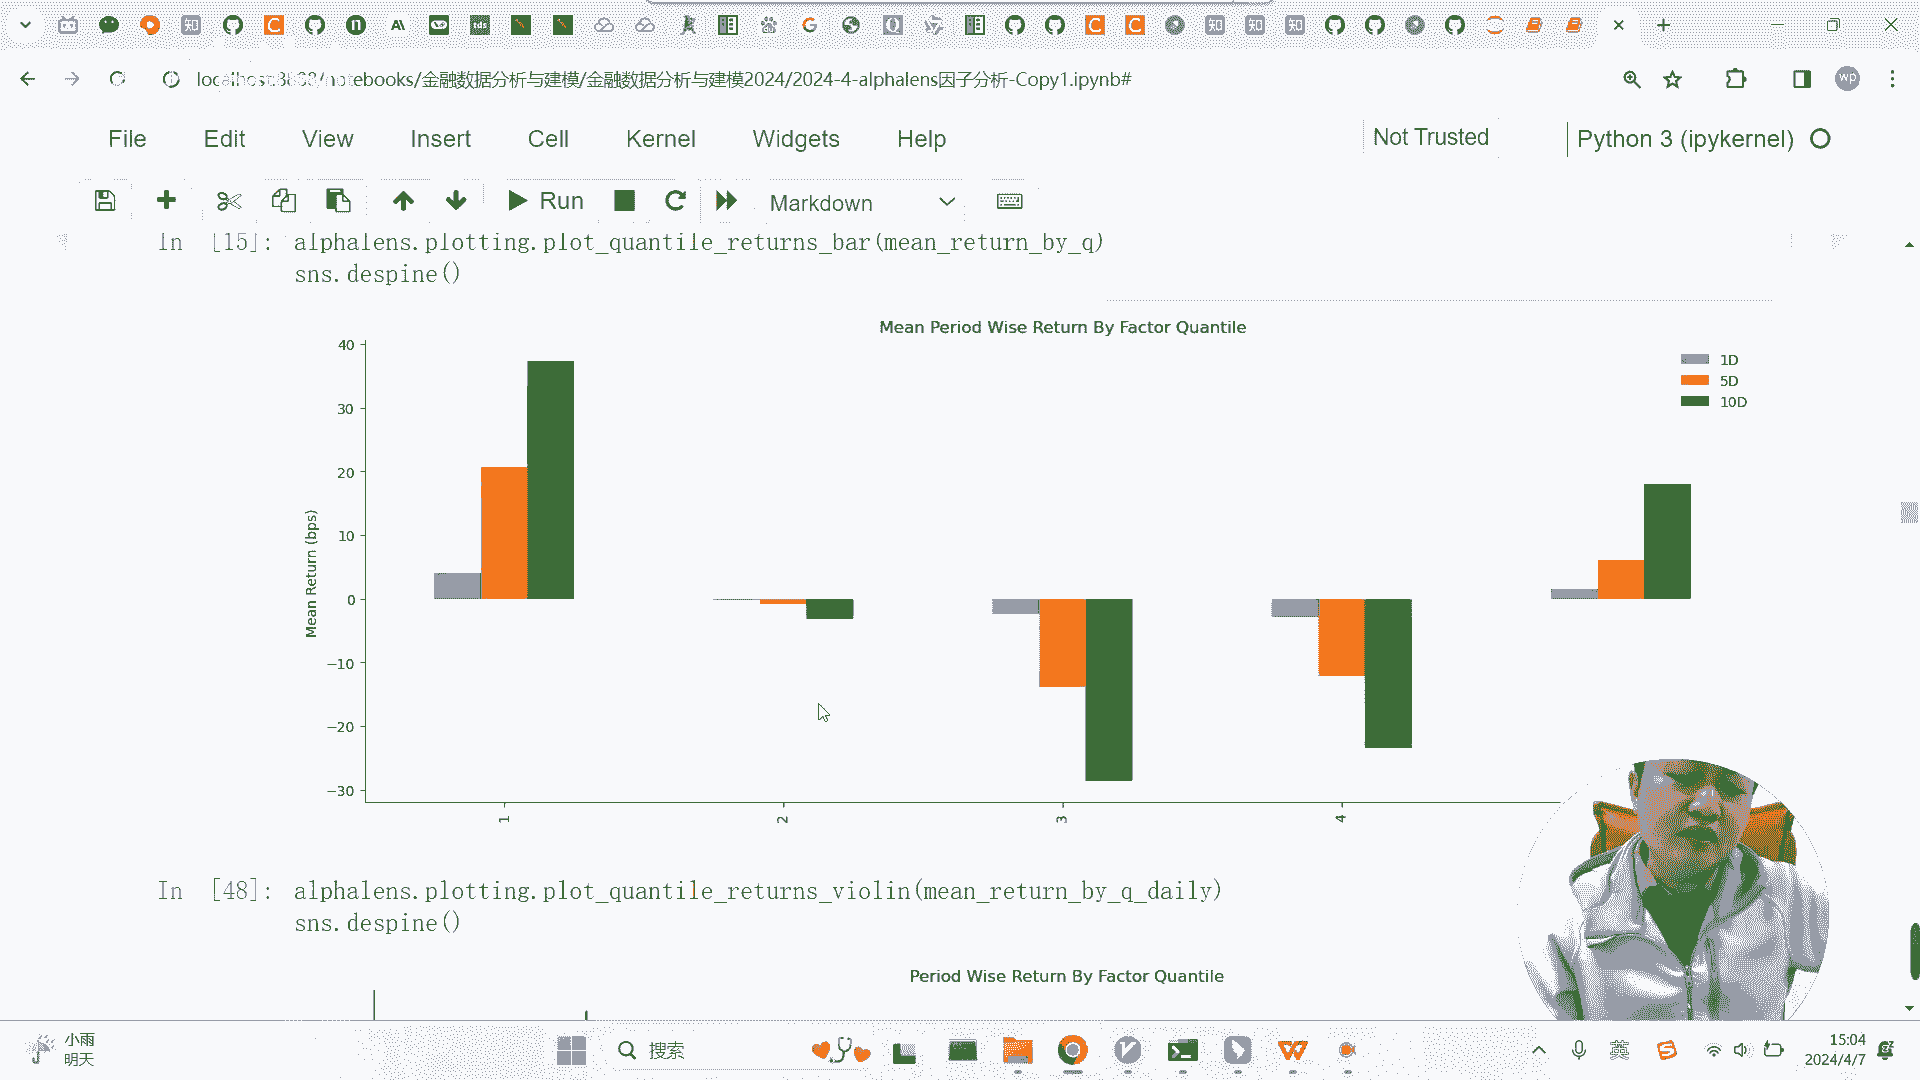 localhost:8888/notebooks/金融数据分析与建模/金融数据分析与建模2024/2024-4-alphalens因子分析-Copy1.ipynb#
wp
File Edit View Insert Cell Kernel Widgets Help
Not Trusted
Python 3 (ipykernel)
Run
Markdown
In [15]: alphalens.plotting.plot_quantile_returns_bar(mean_return_by_q)
sns.despine()
Mean Period Wise Return By Factor Quantile
1D
5D
10D
Mean Return (bps)
40
30
20
10
0
−10
−20
−30
1 2 3 4
In [48]: alphalens.plotting.plot_quantile_returns_violin(mean_return_by_q_daily)
sns.despine()
Period Wise Return By Factor Quantile
小雨
明天
搜索
英
15:04
2024/4/7